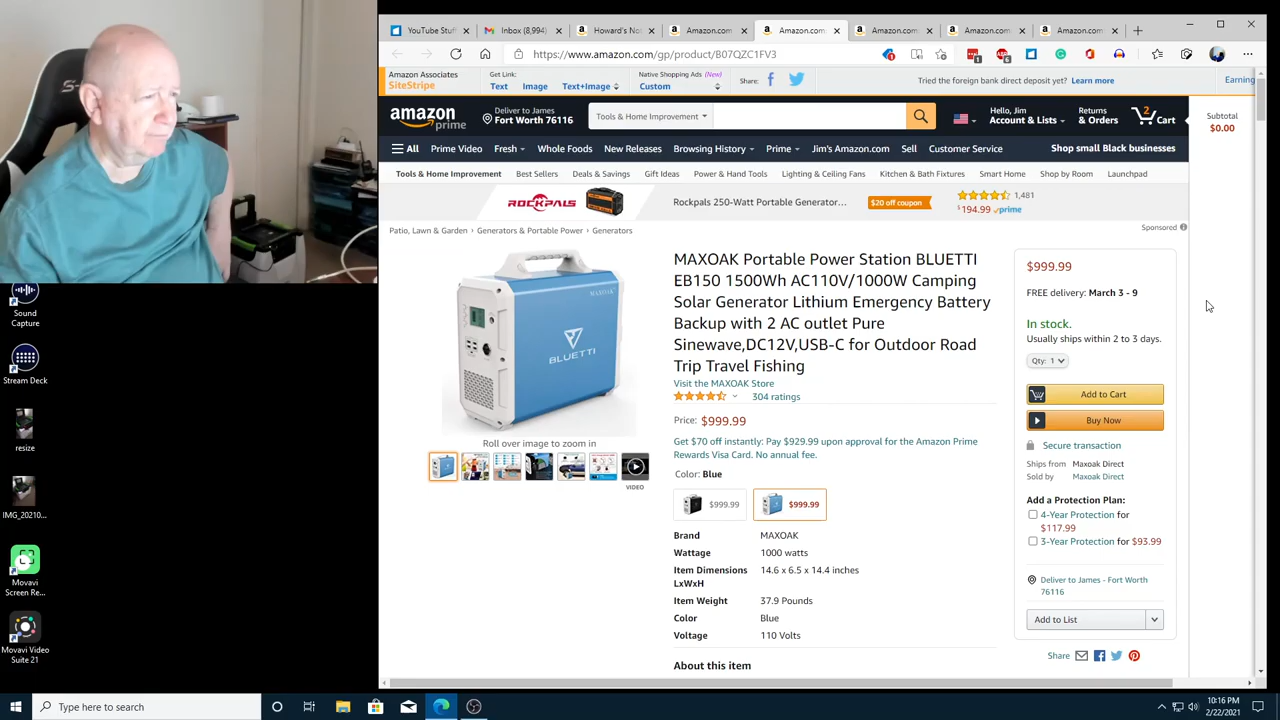 YouTube Stuf
Inbox (8,994)
Howard's No
Amazon.com
Amazon.com
Amazon.com
Amazon.com
Amazon.com
https://www.amazon.com/gp/product/B07QZC1FV3
Amazon Associates
SiteStripe
Get Link:
Text Image Text+Image
Native Shopping Ads (New)
Custom
Share:
Tried the foreign bank direct deposit yet? Learn more
Earning
amazon
prime
Deliver to James
Fort Worth 76116
Tools & Home Improvement
Hello, Jim
Account & Lists
Returns
& Orders
2
Cart
Subtotal
$0.00
All Prime Video Fresh Whole Foods New Releases Browsing History Prime Jim's Amazon.com Sell Customer Service Shop small Black businesses
Tools & Home Improvement Best Sellers Deals & Savings Gift Ideas Power & Hand Tools Lighting & Ceiling Fans Kitchen & Bath Fixtures Smart Home Shop by Room Launchpad
ROCKPALS
Rockpals 250-Watt Portable Generator...
$20 off coupon
1,481
$194.99 prime
Sponsored
Patio, Lawn & Garden › Generators & Portable Power › Generators
MAXOAK
BLUETTI
Roll over image to zoom in
VIDEO
MAXOAK Portable Power Station BLUETTI
EB150 1500Wh AC110V/1000W Camping
Solar Generator Lithium Emergency Battery
Backup with 2 AC outlet Pure
Sinewave,DC12V,USB-C for Outdoor Road
Trip Travel Fishing
Visit the MAXOAK Store
304 ratings
Price: $999.99
Get $70 off instantly: Pay $929.99 upon approval for the Amazon Prime
Rewards Visa Card. No annual fee.
Color: Blue
$999.99
$999.99
Brand MAXOAK
Wattage 1000 watts
Item Dimensions 14.6 x 6.5 x 14.4 inches
LxWxH
Item Weight 37.9 Pounds
Color Blue
Voltage 110 Volts
About this item
$999.99
FREE delivery: March 3 - 9
In stock.
Usually ships within 2 to 3 days.
Qty: 1
Add to Cart
Buy Now
Secure transaction
Ships from Maxoak Direct
Sold by Maxoak Direct
Add a Protection Plan:
4-Year Protection for
$117.99
3-Year Protection for $93.99
Deliver to James - Fort Worth
76116
Add to List
Share
Sound
Capture
Stream Deck
resize
IMG_20210...
Movavi
Screen Re...
Movavi Video
Suite 21
Type here to search
10:16 PM
2/22/2021